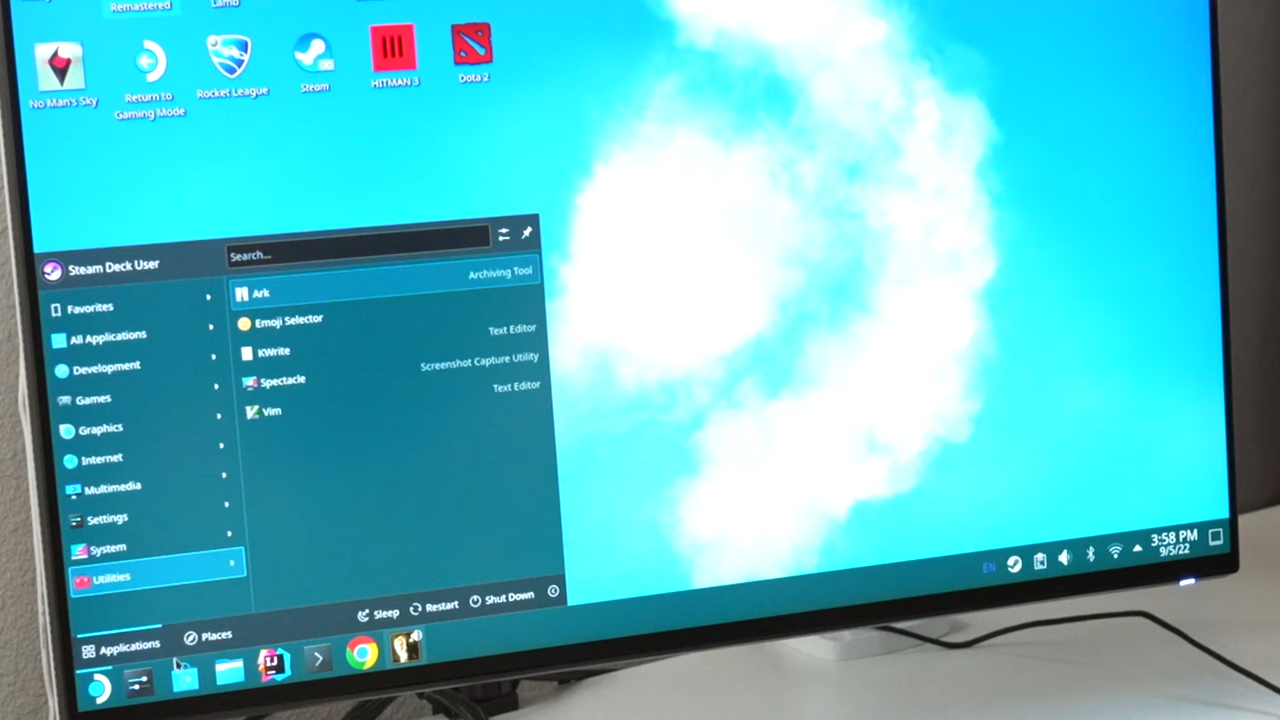 Remastered
Lamb
No Man's Sky
Return to
Gaming Mode
Rocket League
Steam
HITMAN 3
Dota 2
Steam Deck User
Search...
Favorites
All Applications
Development
Games
Graphics
Internet
Multimedia
Settings
System
Utilities
Ark
Archiving Tool
Emoji Selector
KWrite
Text Editor
Spectacle
Screenshot Capture Utility
Vim
Text Editor
Sleep
Restart
Shut Down
Applications
Places
IJ
EN
3:58 PM
9/5/22